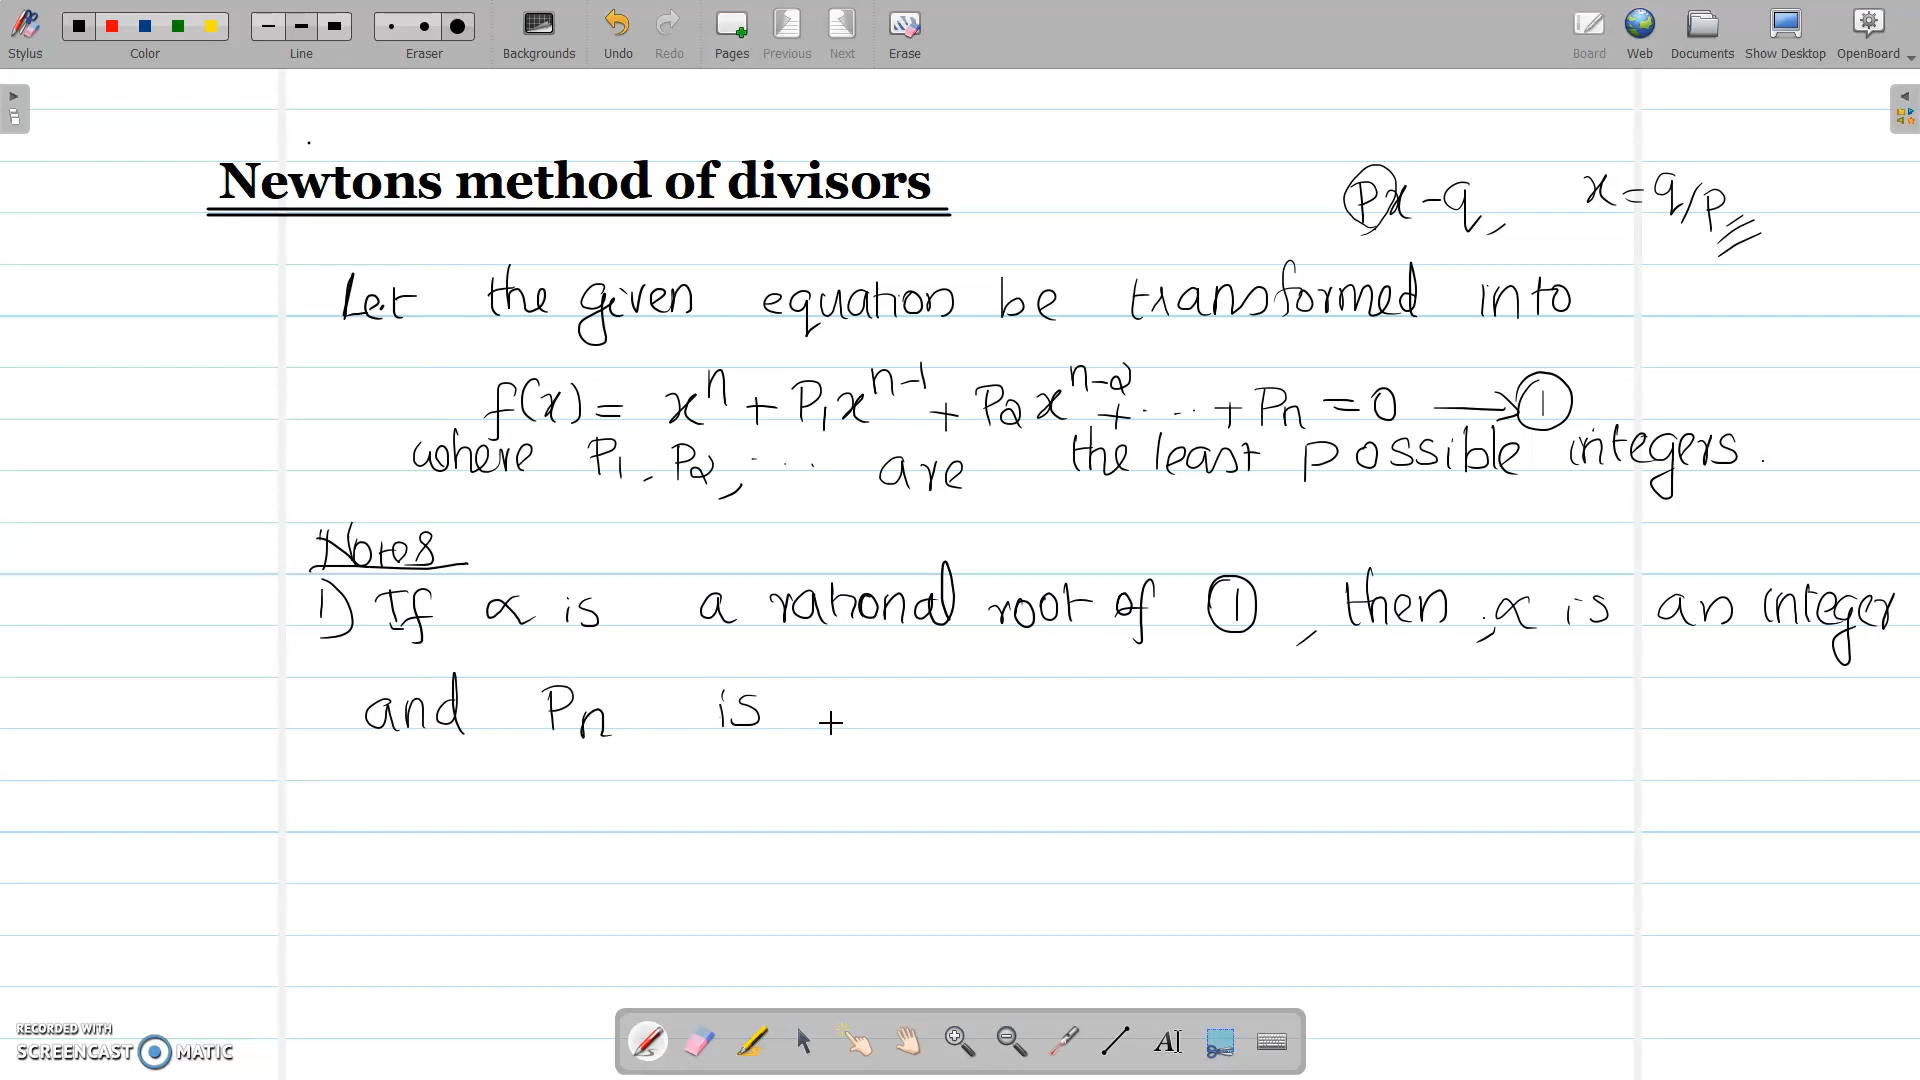 Stylus Color Line Eraser Backgrounds Undo Redo Pages Previous Next Erase Board Web Documents Show Desktop OpenBoard
Newtons method of divisors
Px - q, x = q/P
Let the given equation be transformed into
f(x) = xⁿ + P₁xⁿ⁻¹ + P₂xⁿ⁻² + ... + Pₙ = 0 → ①
where P₁, P₂, ... are the least possible integers.
Notes
1) If α is a rational root of ①, then, α is an integer
and Pₙ is
RECORDED WITH
SCREENCAST MATIC